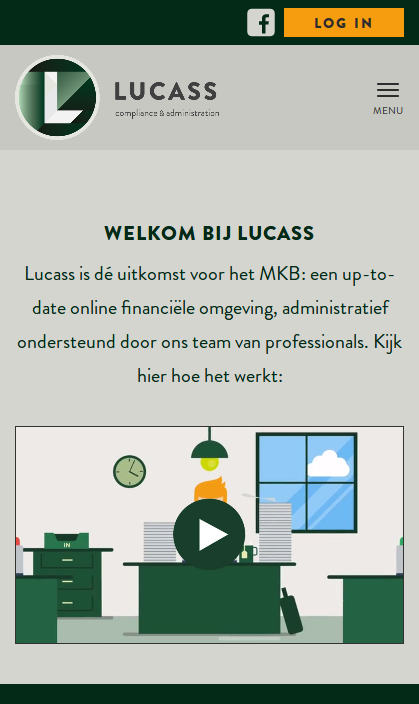 LOG IN
LUCASS
compliance & administration
MENU
WELKOM BIJ LUCASS
Lucass is dé uitkomst voor het MKB: een up-to-
date online financiële omgeving, administratief
ondersteund door ons team van professionals. Kijk
hier hoe het werkt:
IN